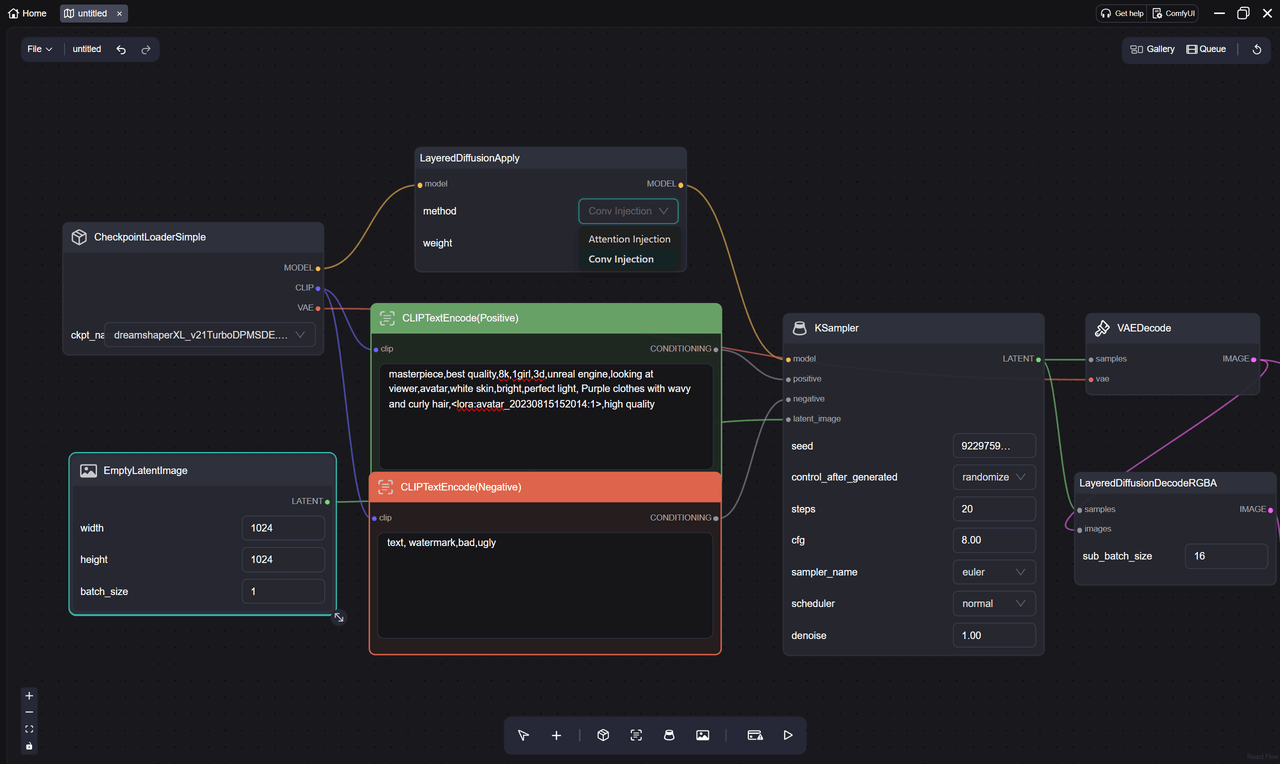 Home
untitled
Get help
ComfyUI
File
untitled
Gallery
Queue
LayeredDiffusionApply
model
MODEL
method
Conv Injection
weight
Attention Injection
Conv Injection
CheckpointLoaderSimple
MODEL
CLIP
VAE
ckpt_na
dreamshaperXL_v21TurboDPMSDE....
CLIPTextEncode(Positive)
clip
CONDITIONING
masterpiece,best quality,8k,1girl,3d,unreal engine,looking at
viewer,avatar,white skin,bright,perfect light, Purple clothes with wavy
and curly hair,<lora:avatar_20230815152014:1>,high quality
EmptyLatentImage
LATENT
width
1024
height
1024
batch_size
1
CLIPTextEncode(Negative)
clip
CONDITIONING
text, watermark,bad,ugly
KSampler
model
LATENT
positive
negative
latent_image
seed
9229759...
control_after_generated
randomize
steps
20
cfg
8.00
sampler_name
euler
scheduler
normal
denoise
1.00
VAEDecode
samples
IMAGE
vae
LayeredDiffusionDecodeRGBA
samples
IMAGE
images
sub_batch_size
16